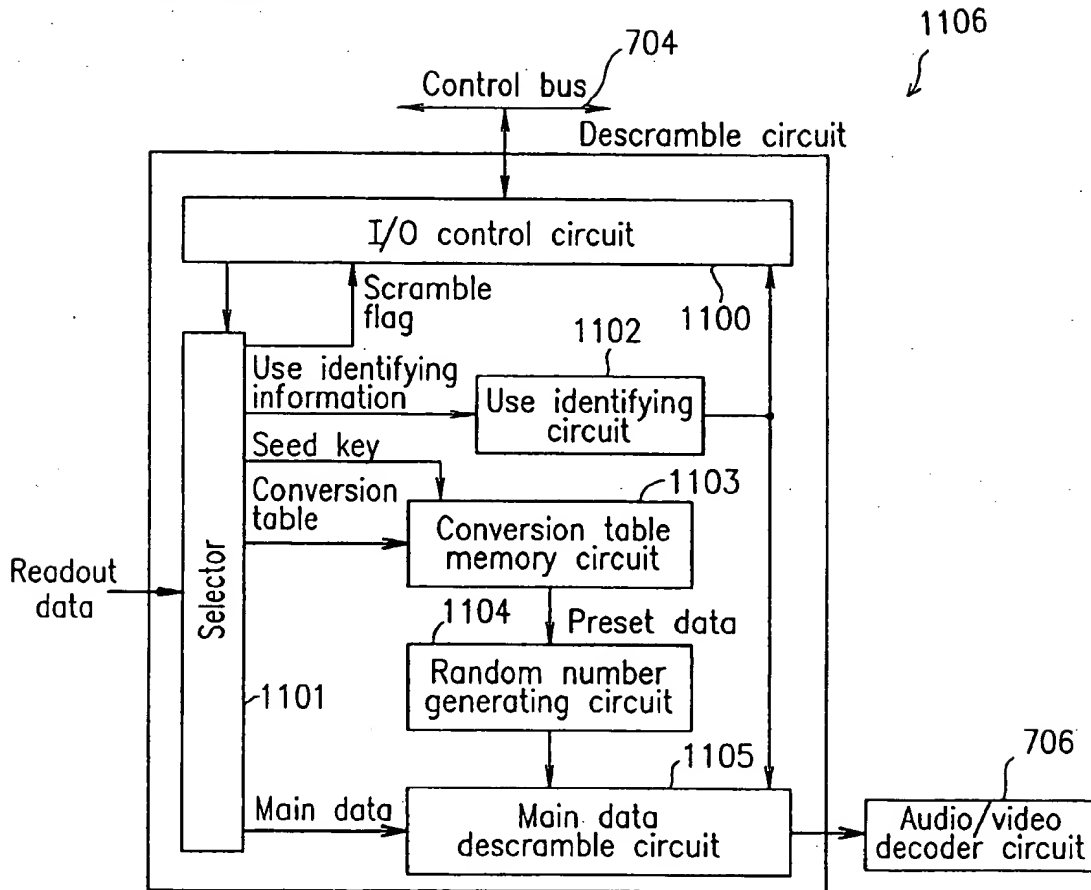 1106
704
Control bus
Descramble circuit
I/O control circuit
1100
Scramble
flag
1102
Use identifying
information
Use identifying
circuit
Seed key
1103
Conversion
table
Conversion table
memory circuit
Readout
data
Selector
1101
1104
Preset data
Random number
generating circuit
1105
706
Main data
Main data
descramble circuit
Audio/video
decoder circuit